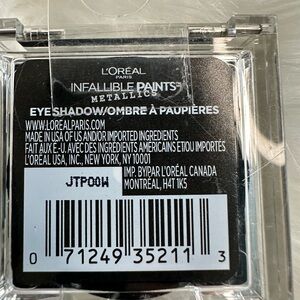 L'ORÉAL
PARIS
INFALLIBLE PAINTS™
METALLICS
EYE SHADOW/OMBRE À PAUPIÈRES
WWW.LOREALPARIS.COM
MADE IN USA OF US AND/OR IMPORTED INGREDIENTS
FAIT AUX É.-U. AVEC DES INGRÉDIENTS AMÉRICAINS ET/OU IMPORTÉS
L'ORÉAL USA, INC., NEW YORK, NY 10001
JTP00W
IMP. BY/PAR L'ORÉAL CANADA
MONTRÉAL, H4T 1K5
0 71249 35211 3